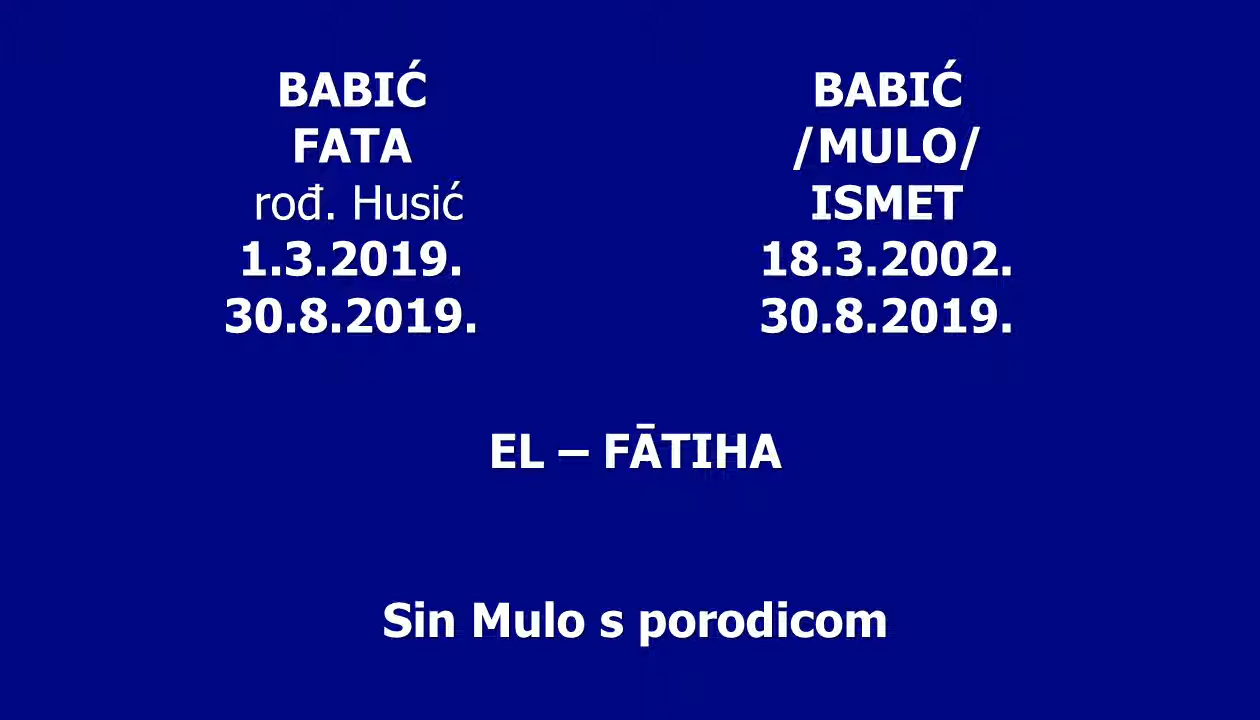 BABIĆ
FATA
rođ. Husić
1.3.2019.
30.8.2019.
BABIĆ
/MULO/
ISMET
18.3.2002.
30.8.2019.
EL – FĀTIHA
Sin Mulo s porodicom